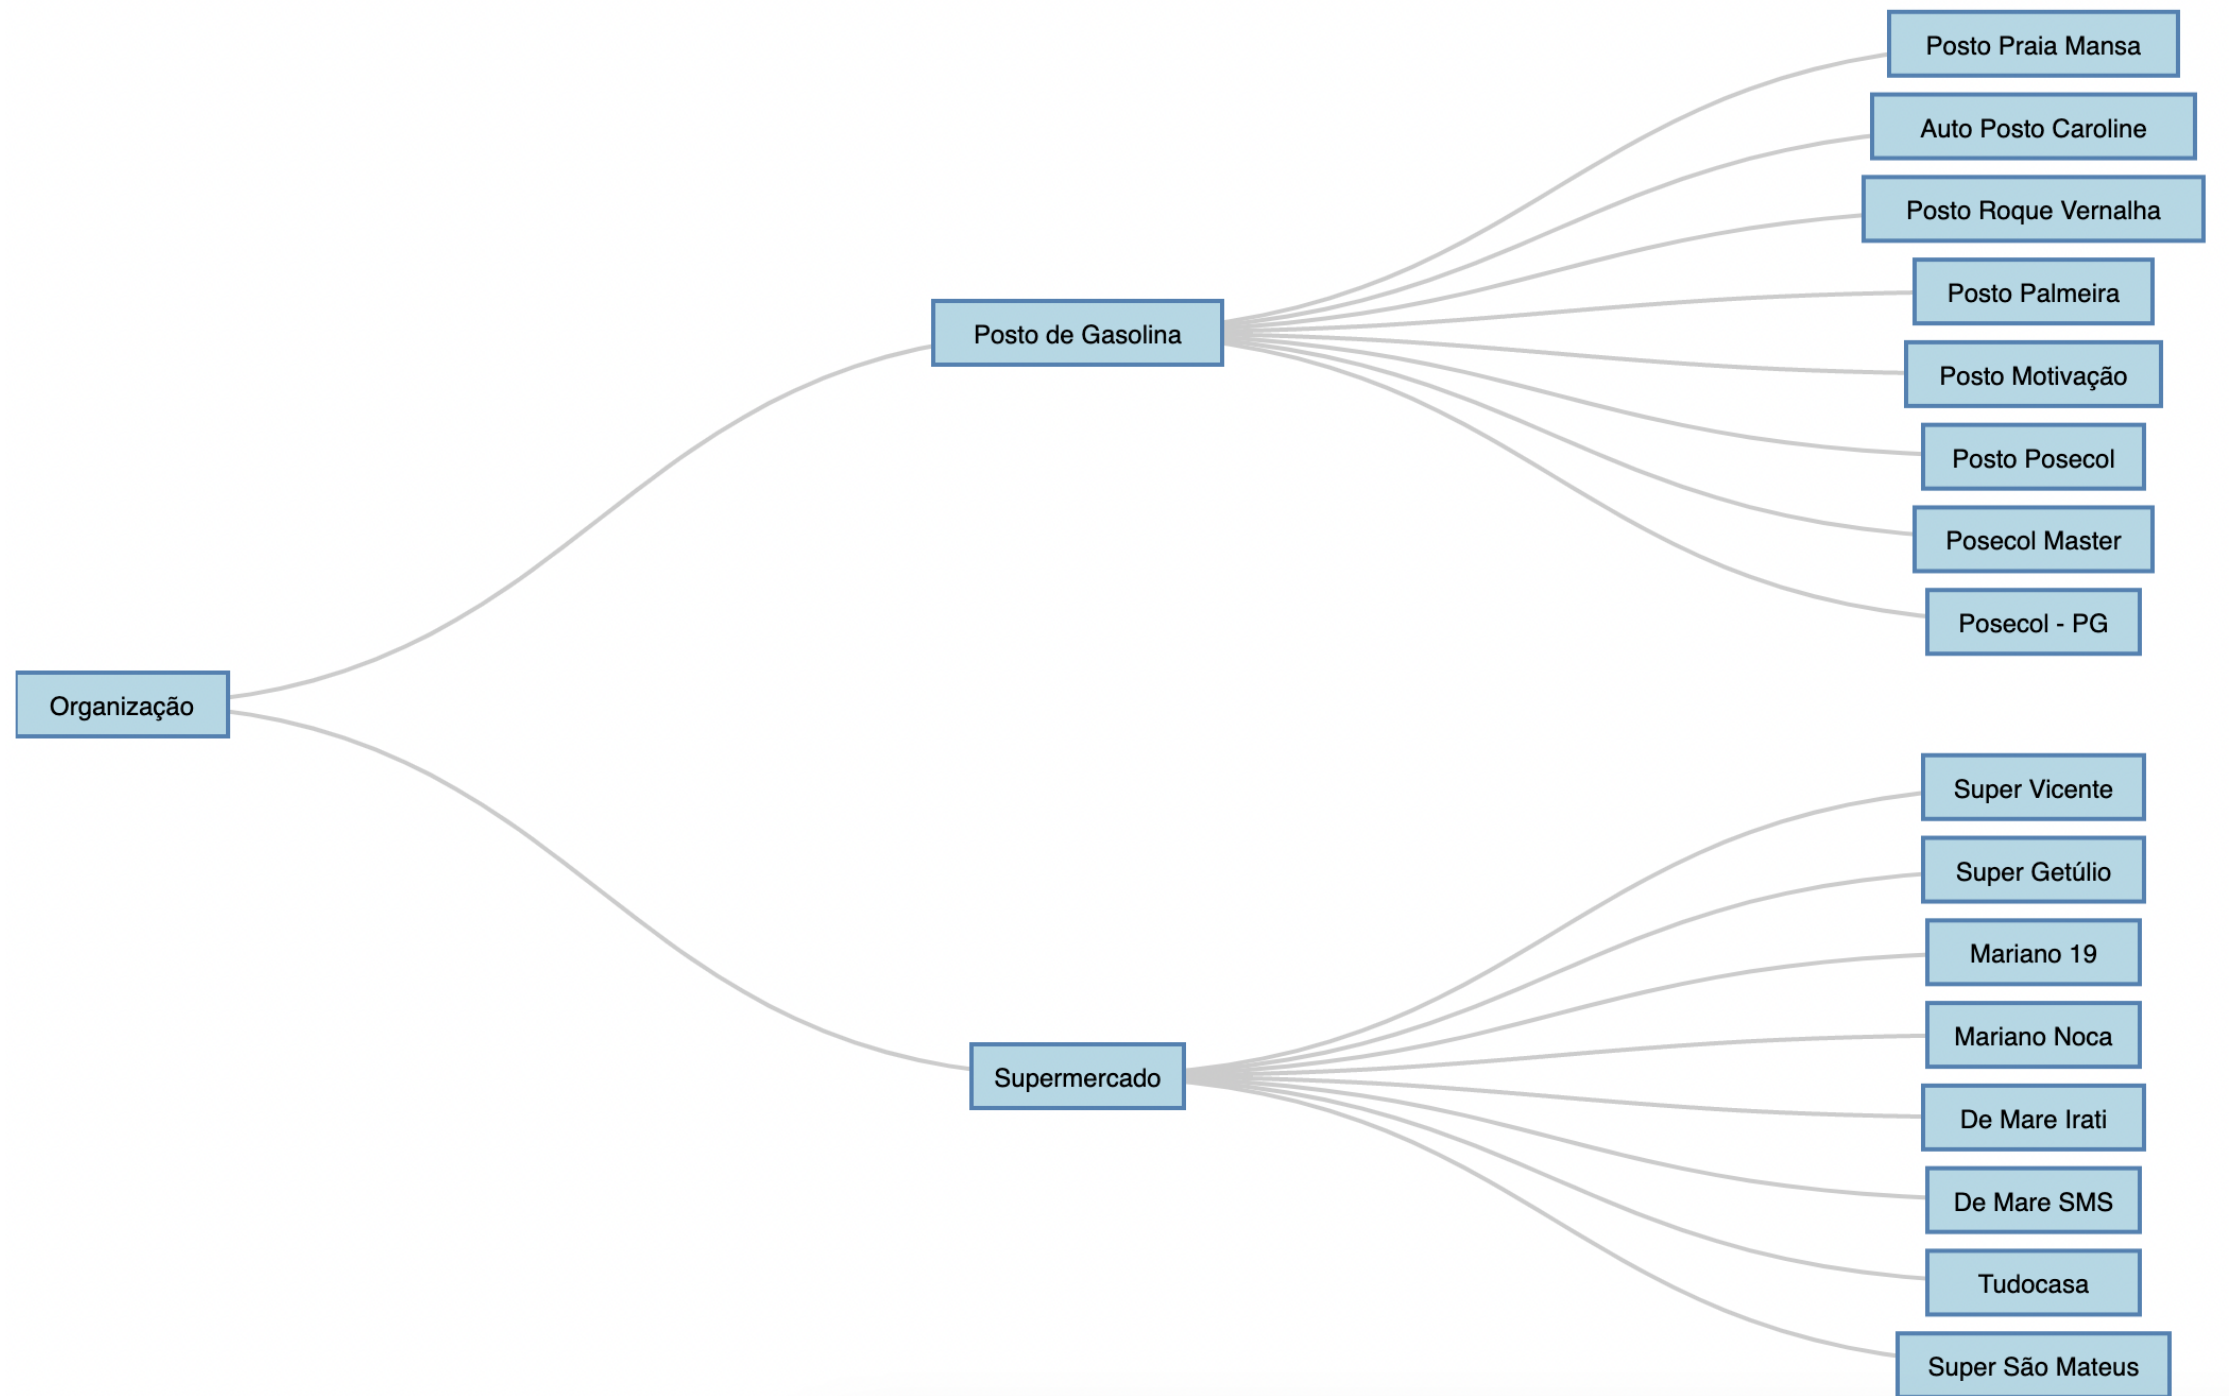 Posto Praia Mansa
Auto Posto Caroline
Posto Roque Vernalha
Posto Palmeira
Posto de Gasolina
Posto Motivação
Posto Posecol
Posecol Master
Posecol - PG
Organização
Super Vicente
Super Getúlio
Mariano 19
Mariano Noca
Supermercado
De Mare Irati
De Mare SMS
Tudocasa
Super São Mateus